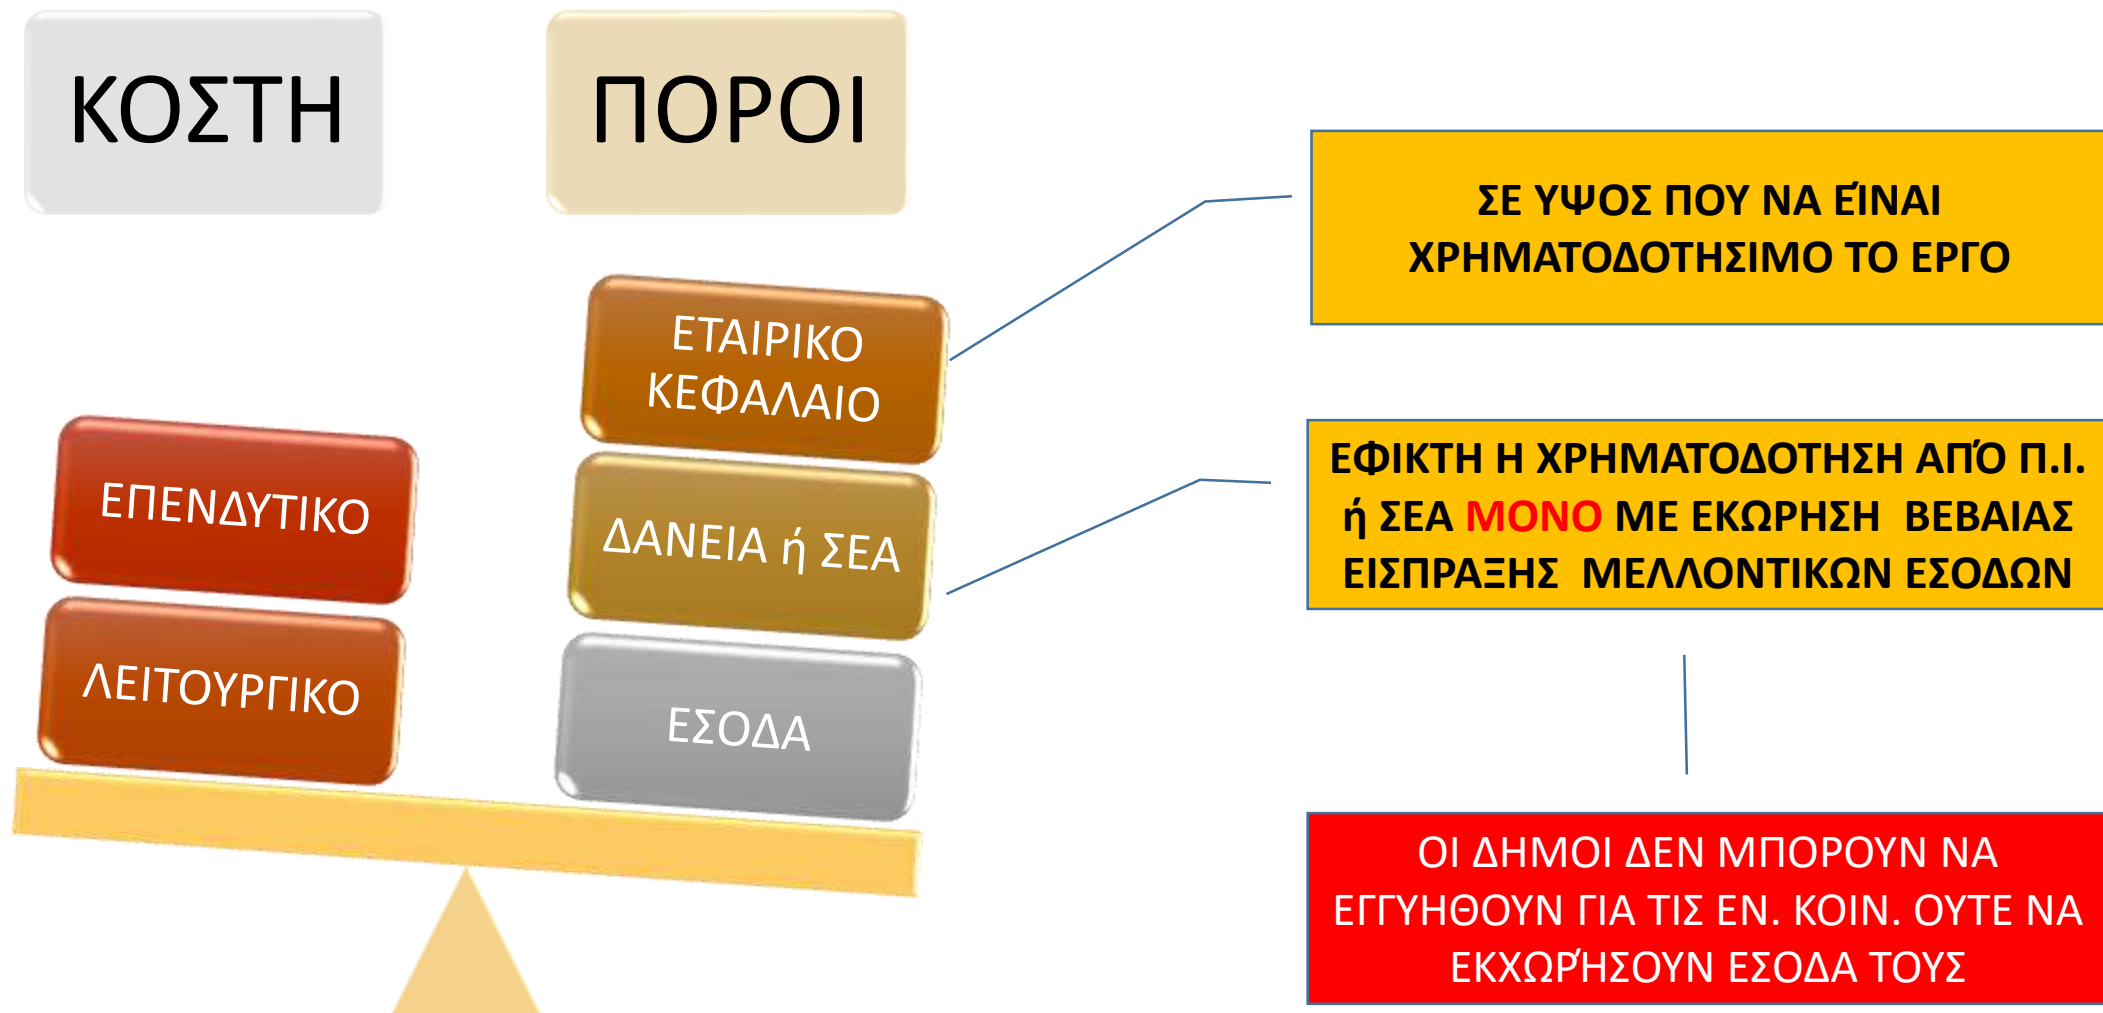 ΚΟΣΤΗ
ΠΟΡΟΙ
ΕΠΕΝΔΥΤΙΚΟ
ΛΕΙΤΟΥΡΓΙΚΟ
ΕΤΑΙΡΙΚΟ
ΚΕΦΑΛΑΙΟ
ΔΑΝΕΙΑ ή ΣΕΑ
ΕΣΟΔΑ
ΣΕ ΥΨΟΣ ΠΟΥ ΝΑ ΕΊΝΑΙ
ΧΡΗΜΑΤΟΔΟΤΗΣΙΜΟ ΤΟ ΕΡΓΟ
ΕΦΙΚΤΗ Η ΧΡΗΜΑΤΟΔΟΤΗΣΗ ΑΠΌ Π.Ι.
ή ΣΕΑ ΜΟΝΟ ΜΕ ΕΚΩΡΗΣΗ ΒΕΒΑΙΑΣ
ΕΙΣΠΡΑΞΗΣ ΜΕΛΛΟΝΤΙΚΩΝ ΕΣΟΔΩΝ
ΟΙ ΔΗΜΟΙ ΔΕΝ ΜΠΟΡΟΥΝ ΝΑ
ΕΓΓΥΗΘΟΥΝ ΓΙΑ ΤΙΣ ΕΝ. ΚΟΙΝ. ΟΥΤΕ ΝΑ
ΕΚΧΩΡΉΣΟΥΝ ΕΣΟΔΑ ΤΟΥΣ